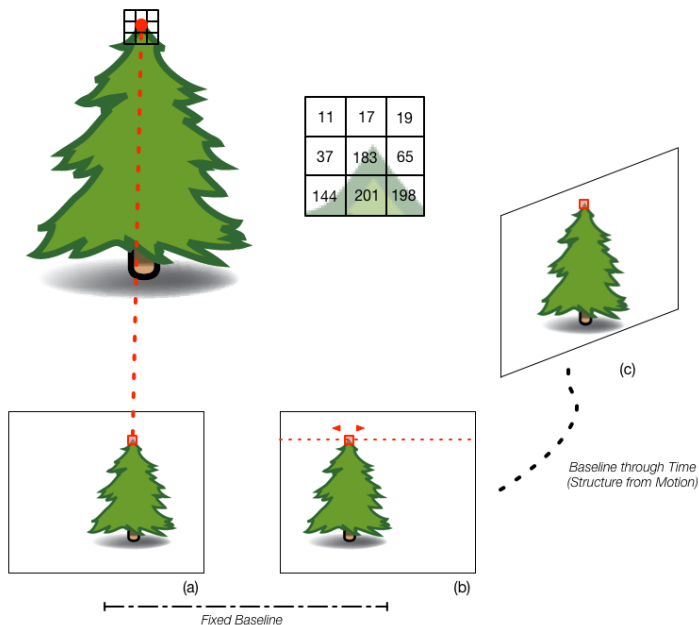 11 17 19
37 183 65
144 201 198
(c)
Baseline through Time
(Structure from Motion)
(a)
(b)
Fixed Baseline